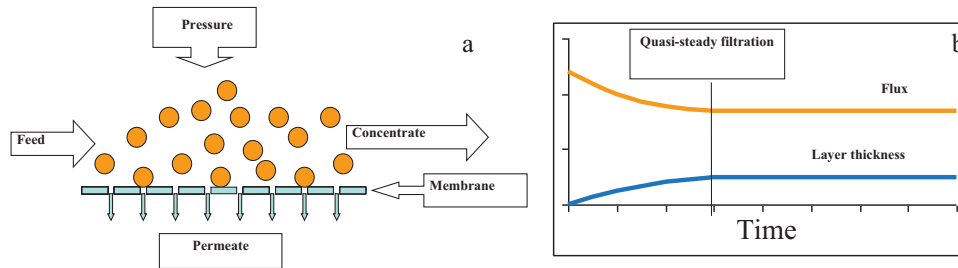 Pressure
a
Feed
Concentrate
Membrane
Permeate
Quasi-steady filtration
b
Flux
Layer thickness
Time